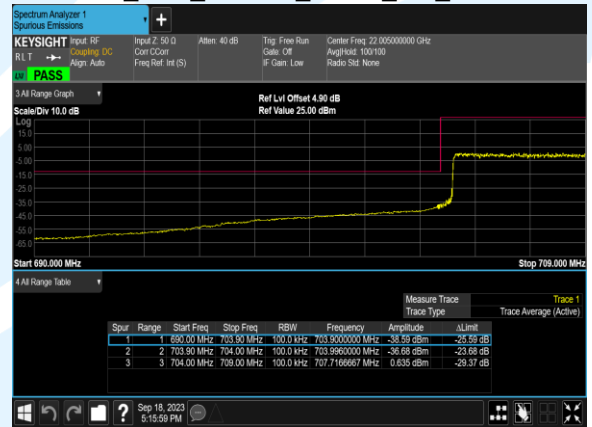 Spectrum Analyzer 1
Spurious Emissions
KEYSIGHT
RLT
LW PASS
Input: RF
Coupling: DC
Align: Auto
Input Z: 50 Ω
Corr CCorr
Freq Ref: Int (S)
Atten: 40 dB
Trig: Free Run
Gate: Off
IF Gain: Low
Center Freq: 22.005000000 GHz
Avg|Hold: 100/100
Radio Std: None
3 All Range Graph
Scale/Div 10.0 dB
Ref Lvl Offset 4.90 dB
Ref Value 25.00 dBm
Log
15.0
5.00
-5.00
-15.0
-25.0
-35.0
-45.0
-55.0
-65.0
Start 690.000 MHz
Stop 709.000 MHz
4 All Range Table
Measure Trace Trace 1
Trace Type Trace Average (Active)
Spur Range Start Freq Stop Freq RBW Frequency Amplitude ΔLimit
1 1 690.00 MHz 703.90 MHz 100.0 kHz 703.9000000 MHz -38.59 dBm -25.59 dB
2 2 703.90 MHz 704.00 MHz 100.0 kHz 703.9960000 MHz -36.68 dBm -23.68 dB
3 3 704.00 MHz 709.00 MHz 100.0 kHz 707.7166667 MHz 0.635 dBm -29.37 dB
?
Sep 18, 2023
5:15:59 PM